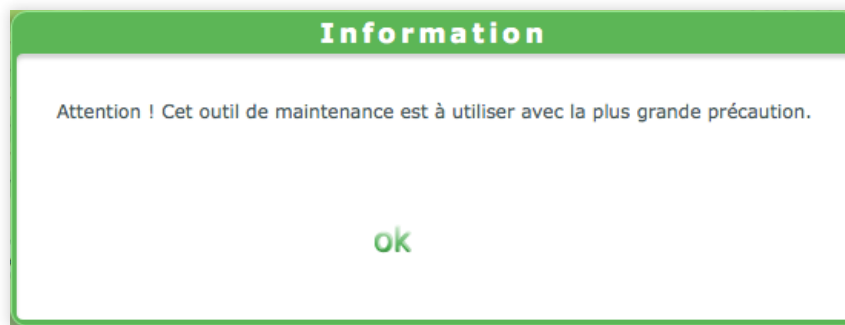 Information
Attention ! Cet outil de maintenance est à utiliser avec la plus grande précaution.
ok